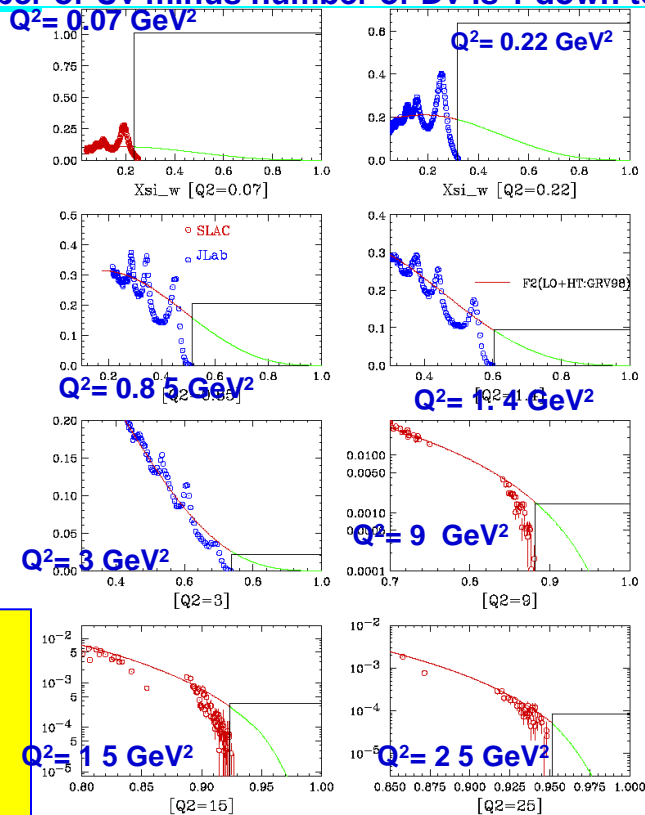 Q²= 0.07 GeV²
Q²= 0.22 GeV²
1.00
0.75
0.50
0.25
0.00
0.2 0.4 0.6 0.8 1.0
Xsi_w [Q2=0.07]
0.6
0.4
0.2
0.0
0.2 0.4 0.6 0.8 1.0
Xsi_w [Q2=0.22]
0.5
0.4
0.3
0.2
0.1
0.0
SLAC
JLab
0.2 0.4 0.6 0.8 1.0
Q²= 0.8 5 GeV²
0.4
0.3
0.2
0.1
0.0
F2(LO+HT:GRV98)
0.4 0.6 0.8 1.0
[Q2=1.4]
Q²= 1. 4 GeV²
0.20
0.15
0.10
0.05
0.00
Q²= 3 GeV²
0.4 0.6 0.8 1.0
[Q2=3]
0.0100
0.0050
0.0010
0.0001
Q²= 9 GeV²
0.7 0.8 0.9 1.0
[Q2=9]
10⁻²
5
10⁻³
5
10⁻⁴
5
10⁻⁵
Q²= 1 5 GeV²
0.80 0.85 0.90 0.95 1.00
[Q2=15]
10⁻²
10⁻³
10⁻⁴
10⁻⁵
Q²= 2 5 GeV²
0.850 0.875 0.900 0.925 0.950 0.975 1.000
[Q2=25]